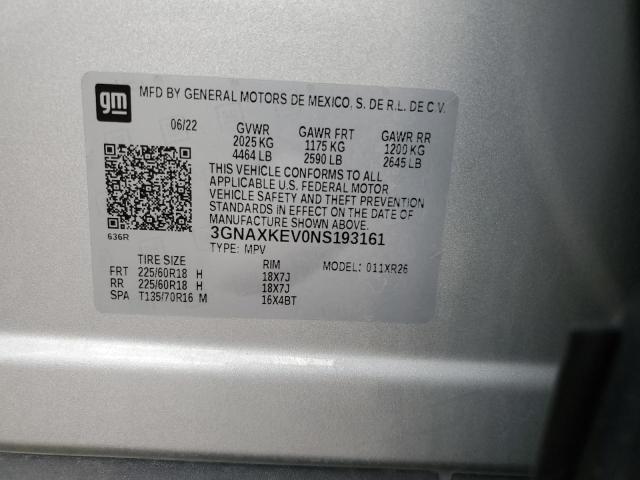 gm
MFD BY GENERAL MOTORS DE MEXICO, S. DE R.L. DE C.V.
06/22 GVWR GAWR FRT GAWR RR
2025 KG 1175 KG 1200 KG
4464 LB 2590 LB 2645 LB
THIS VEHICLE CONFORMS TO ALL
APPLICABLE U.S. FEDERAL MOTOR
VEHICLE SAFETY AND THEFT PREVENTION
STANDARDS IN EFFECT ON THE DATE OF
MANUFACTURE SHOWN ABOVE.
3GNAXKEV0NS193161
636R
TYPE: MPV
TIRE SIZE RIM MODEL: 011XR26
FRT 225/60R18 H 18X7J
RR 225/60R18 H 18X7J
SPA T135/70R16 M 16X4BT